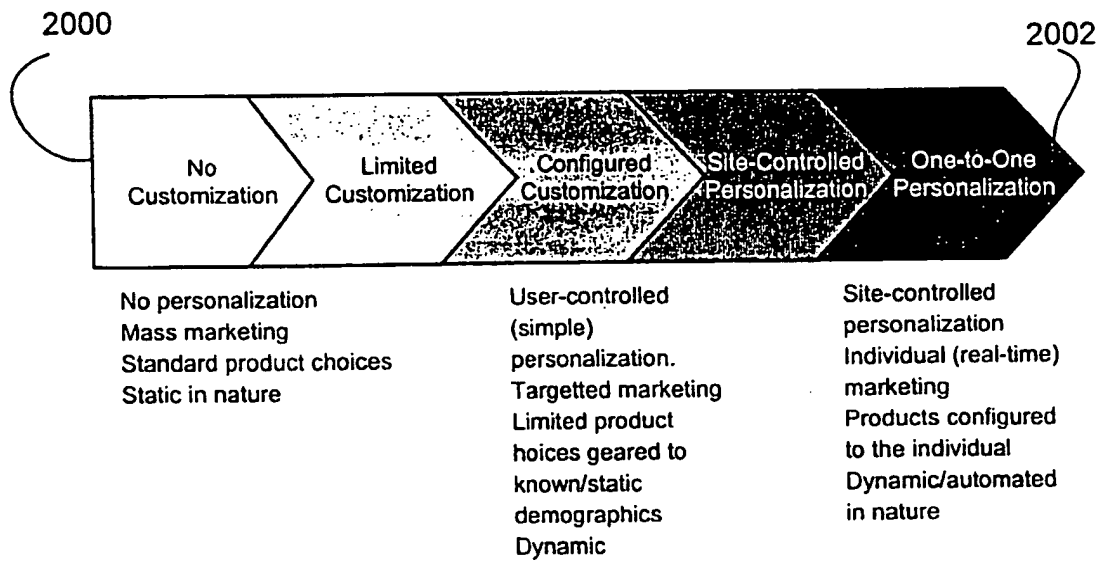 2000
2002
No
Customization
Limited
Customization
Configured
Customization
Site-Controlled
Personalization
One-to-One
Personalization
No personalization
Mass marketing
Standard product choices
Static in nature
User-controlled
(simple)
personalization.
Targetted marketing
Limited product
hoices geared to
known/static
demographics
Dynamic
Site-controlled
personalization
Individual (real-time)
marketing
Products configured
to the individual
Dynamic/automated
in nature